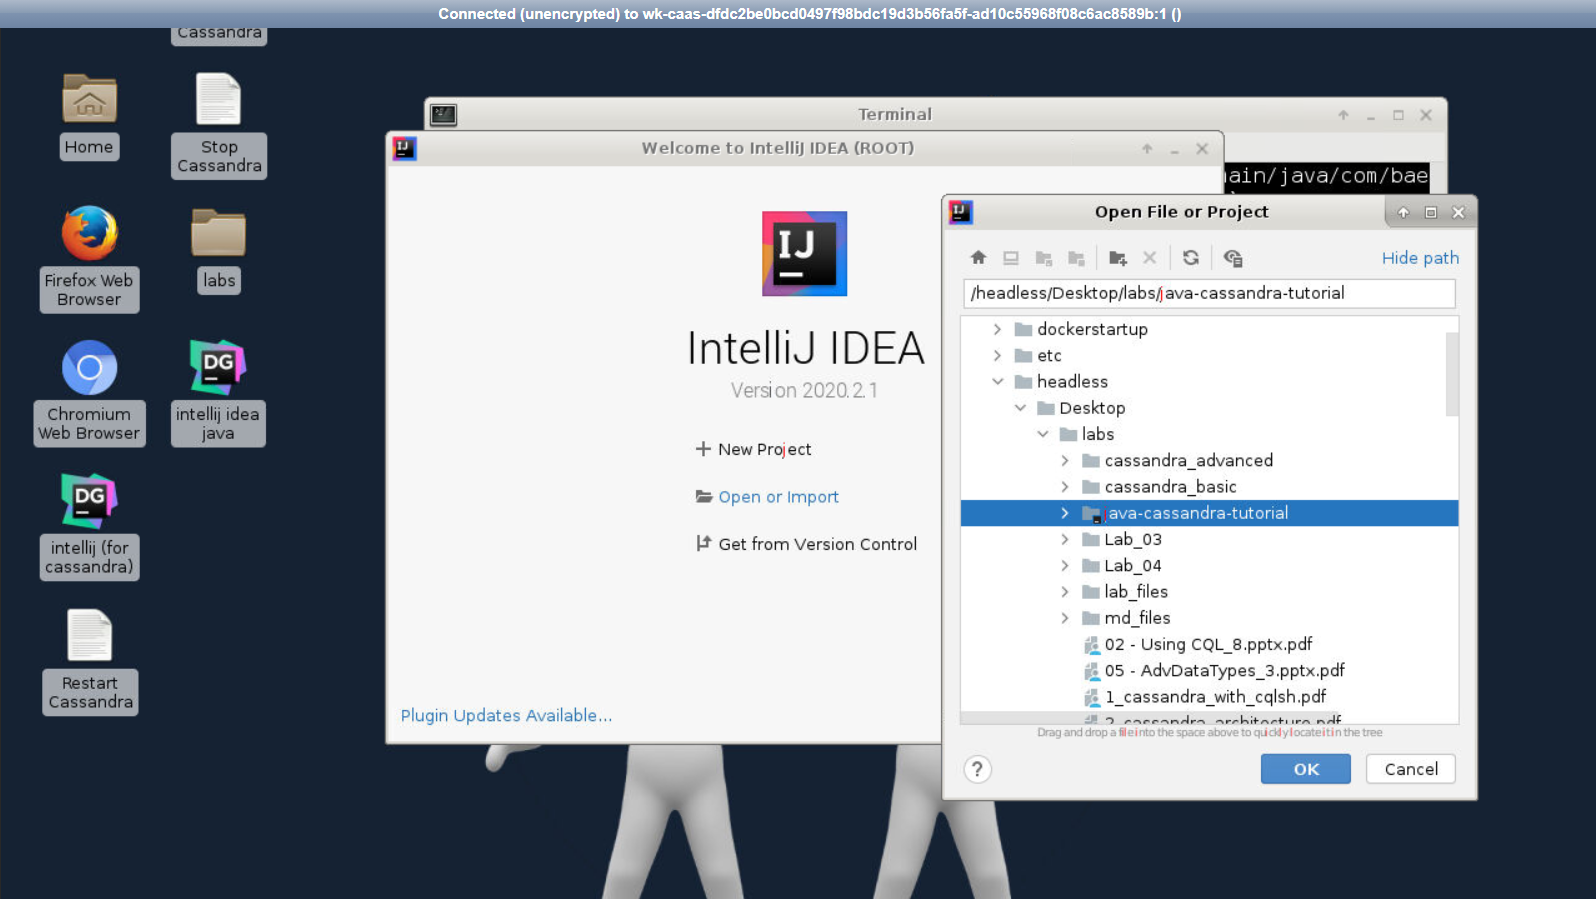 Connected (unencrypted) to wk-caas-dfdc2be0bcd0497f98bdc19d3b56fa5f-ad10c55968f08c6ac8589b:1 ()
Cassandra
Home
Stop
Cassandra
Firefox Web
Browser
labs
Chromium
Web Browser
DG
intellij idea
java
DG
intellij (for
cassandra)
Restart
Cassandra
Terminal
ain/java/com/bae
IJ
Welcome to IntelliJ IDEA (ROOT)
IJ
IntelliJ IDEA
Version 2020.2.1
New Project
Open or Import
Get from Version Control
Plugin Updates Available...
IJ
Open File or Project
Hide path
/headless/Desktop/labs/java-cassandra-tutorial
dockerstartup
etc
headless
Desktop
labs
cassandra_advanced
cassandra_basic
java-cassandra-tutorial
Lab_03
Lab_04
lab_files
md_files
02 - Using CQL_8.pptx.pdf
05 - AdvDataTypes_3.pptx.pdf
1_cassandra_with_cqlsh.pdf
2_cassandra_architecture.pdf
Drag and drop a file into the space above to quickly locate it in the tree
?
OK
Cancel